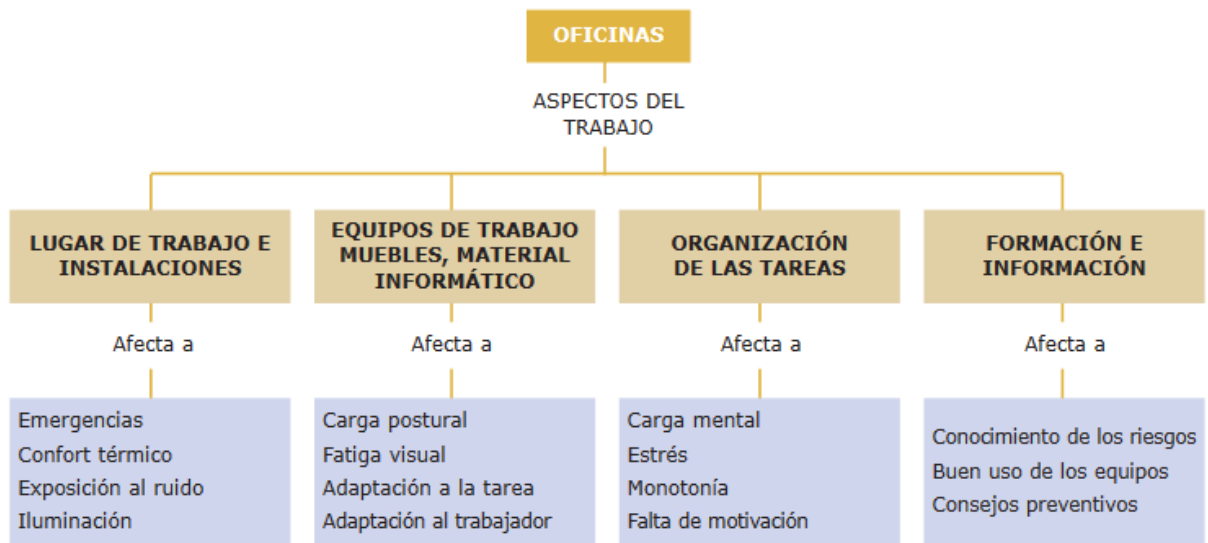 OFICINAS
ASPECTOS DEL
TRABAJO
LUGAR DE TRABAJO E
INSTALACIONES
Afecta a
Emergencias
Confort térmico
Exposición al ruido
Iluminación
EQUIPOS DE TRABAJO
MUEBLES, MATERIAL
INFORMÁTICO
Afecta a
Carga postural
Fatiga visual
Adaptación a la tarea
Adaptación al trabajador
ORGANIZACIÓN
DE LAS TAREAS
Afecta a
Carga mental
Estrés
Monotonía
Falta de motivación
FORMACIÓN E
INFORMACIÓN
Afecta a
Conocimiento de los riesgos
Buen uso de los equipos
Consejos preventivos